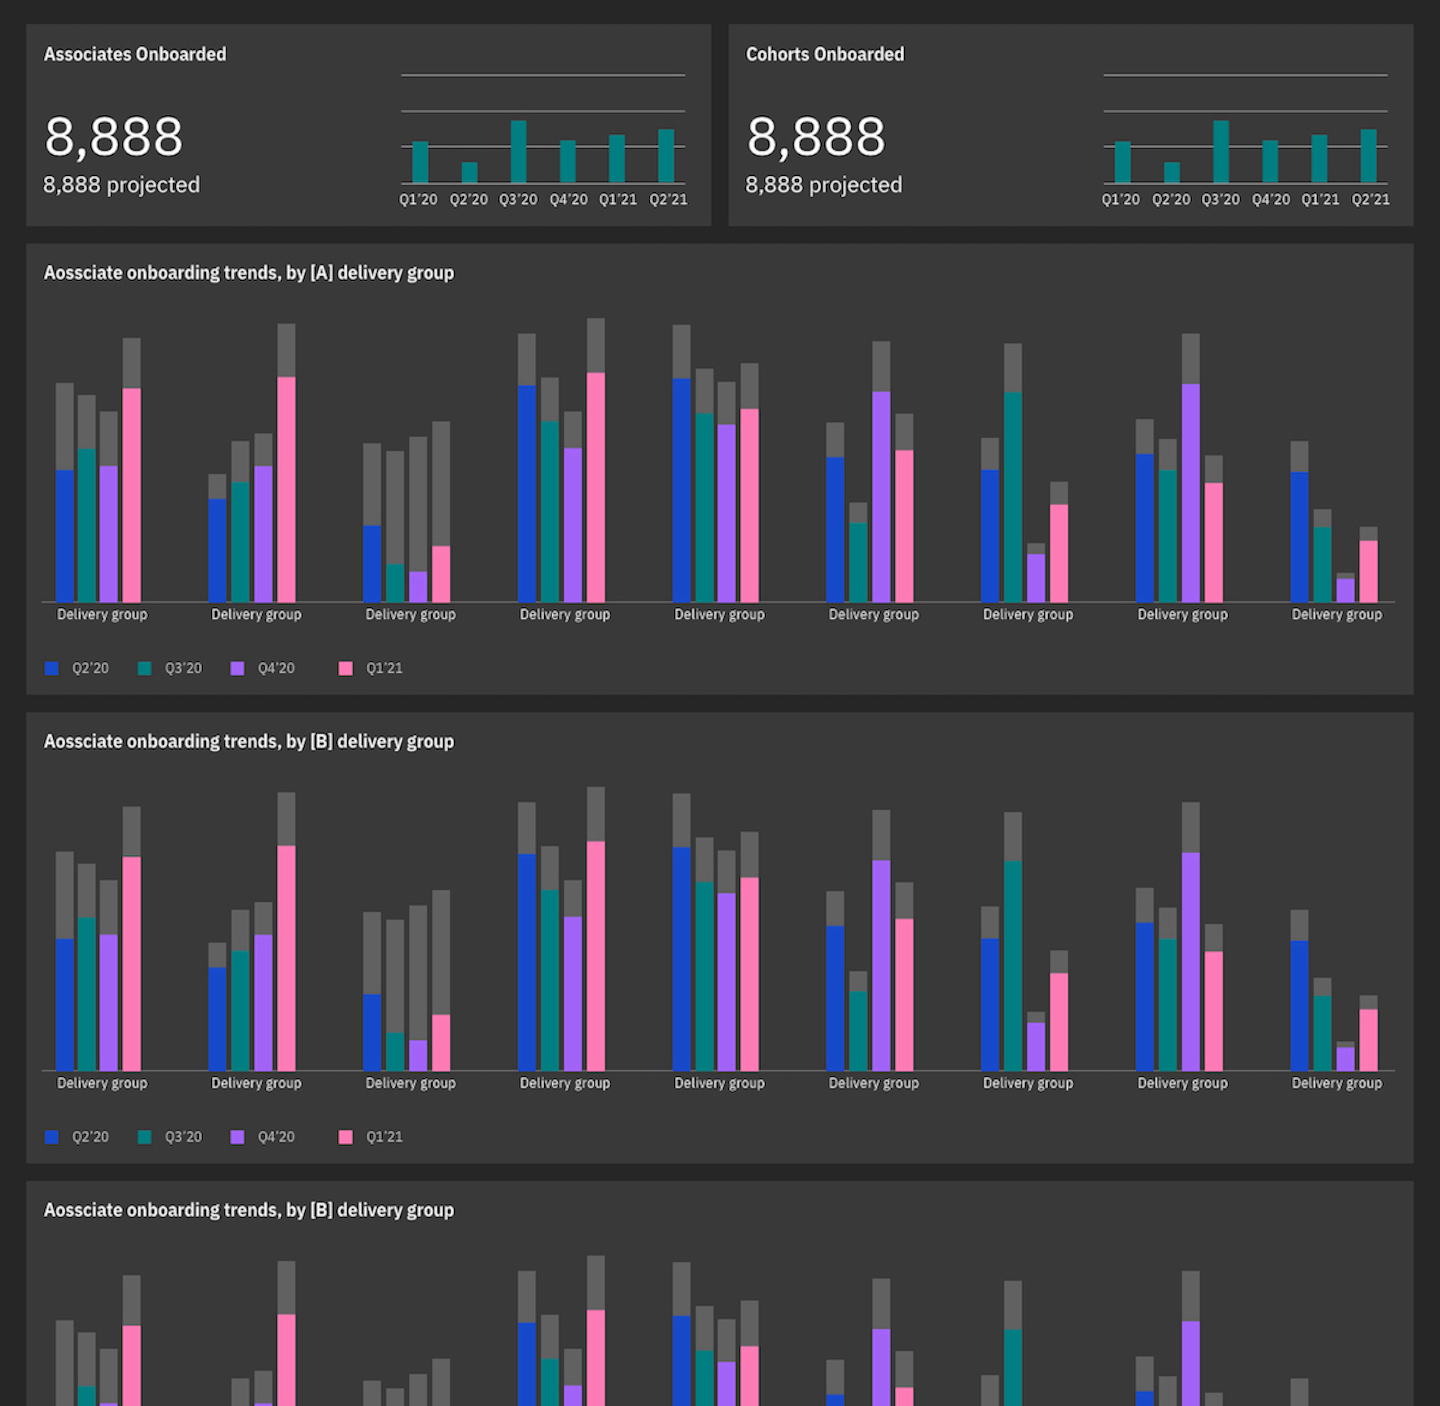 Associates Onboarded
8,888
8,888 projected
Q1'20 Q2'20 Q3'20 Q4'20 Q1'21 Q2'21
Cohorts Onboarded
8,888
8,888 projected
Q1'20 Q2'20 Q3'20 Q4'20 Q1'21 Q2'21
Aossciate onboarding trends, by [A] delivery group
Delivery group Delivery group Delivery group Delivery group Delivery group Delivery group Delivery group Delivery group Delivery group
Q2'20 Q3'20 Q4'20 Q1'21
Aossciate onboarding trends, by [B] delivery group
Delivery group Delivery group Delivery group Delivery group Delivery group Delivery group Delivery group Delivery group Delivery group
Q2'20 Q3'20 Q4'20 Q1'21
Aossciate onboarding trends, by [B] delivery group